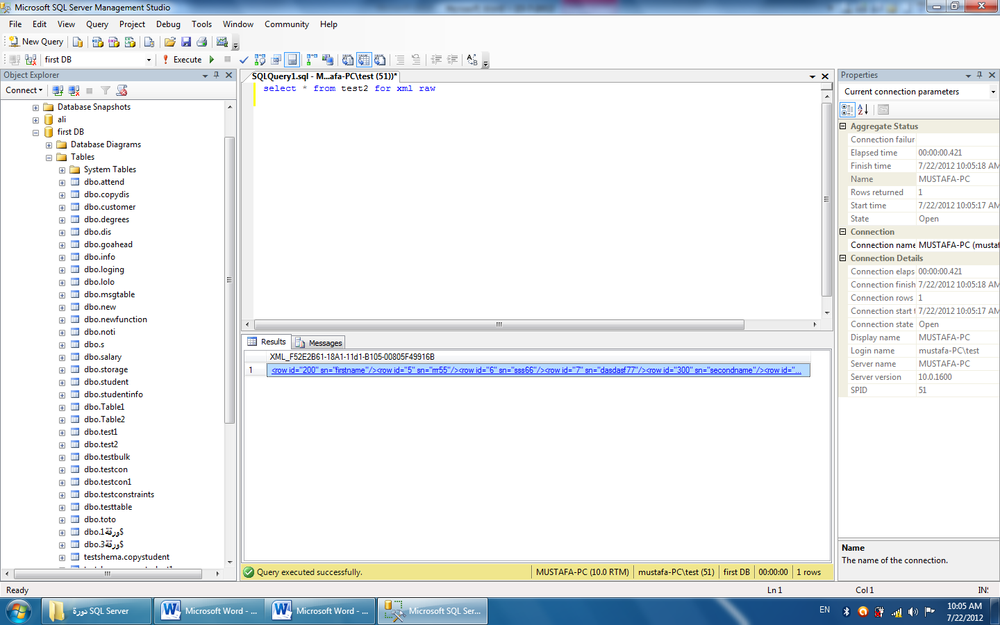 Microsoft SQL Server Management Studio
File Edit View Query Project Debug Tools Window Community Help
New Query
first DB Execute
Object Explorer
Connect
Database Snapshots
ali
first DB
Database Diagrams
Tables
System Tables
dbo.attend
dbo.copydis
dbo.customer
dbo.degrees
dbo.dis
dbo.goahead
dbo.info
dbo.loging
dbo.lolo
dbo.msgtable
dbo.new
dbo.newfunction
dbo.noti
dbo.s
dbo.salary
dbo.storage
dbo.student
dbo.studentinfo
dbo.Table1
dbo.Table2
dbo.test1
dbo.test2
dbo.testbulk
dbo.testcon
dbo.testcon1
dbo.testconstraints
dbo.testtable
dbo.toto
dbo.ورقة1$
dbo.ورقة3$
testshema.copystudent
SQLQuery1.sql - M...afa-PC\test (51))*
select * from test2 for xml raw
Results Messages
XML_F52E2B61-18A1-11d1-B105-00805F49916B
1 <row id="200" sn="firstname"/><row id="5" sn="rr55"/><row id="6" sn="sss66"/><row id="7" sn="dasdasf77"/><row id="300" sn="secondname"/><row id="...
Query executed successfully. MUSTAFA-PC (10.0 RTM) mustafa-PC\test (51) first DB 00:00:00 1 rows
Properties
Current connection parameters
Aggregate Status
Connection failur
Elapsed time 00:00:00.421
Finish time 7/22/2012 10:05:18 AM
Name MUSTAFA-PC
Rows returned 1
Start time 7/22/2012 10:05:17 AM
State Open
Connection
Connection name MUSTAFA-PC (mustaf
Connection Details
Connection elaps 00:00:00.421
Connection finish 7/22/2012 10:05:18 AM
Connection rows 1
Connection start t 7/22/2012 10:05:17 AM
Connection state Open
Display name MUSTAFA-PC
Login name mustafa-PC\test
Server name MUSTAFA-PC
Server version 10.0.1600
SPID 51
Name
The name of the connection.
Ready Ln 1 Col 1 INS
دورة SQL Server
Microsoft Word - ...
Microsoft Word - ...
Microsoft SQL Ser...
EN
10:05 AM
7/22/2012